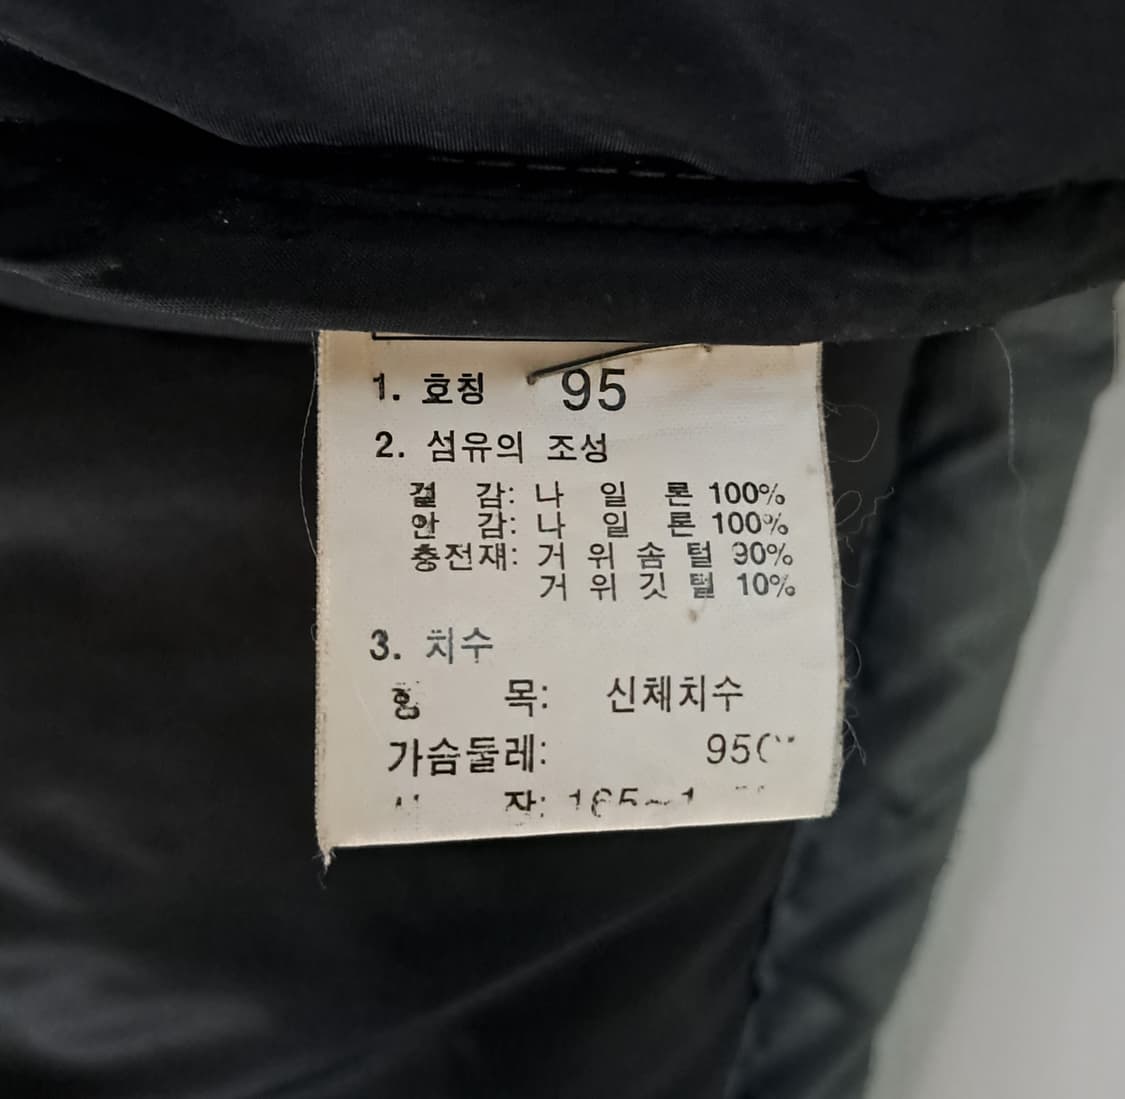 1. 호칭 95
2. 섬유의 조성
겉 감: 나 일 론 100%
안 감: 나 일 론 100%
충전재: 거 위 솜 털 90%
거 위 깃 털 10%
3. 치수
항 목: 신체치수
가슴둘레: